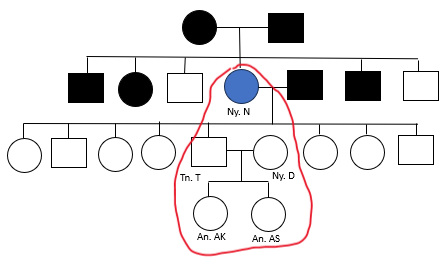 Ny. N
Tn. T
Ny. D
An. AK
An. AS